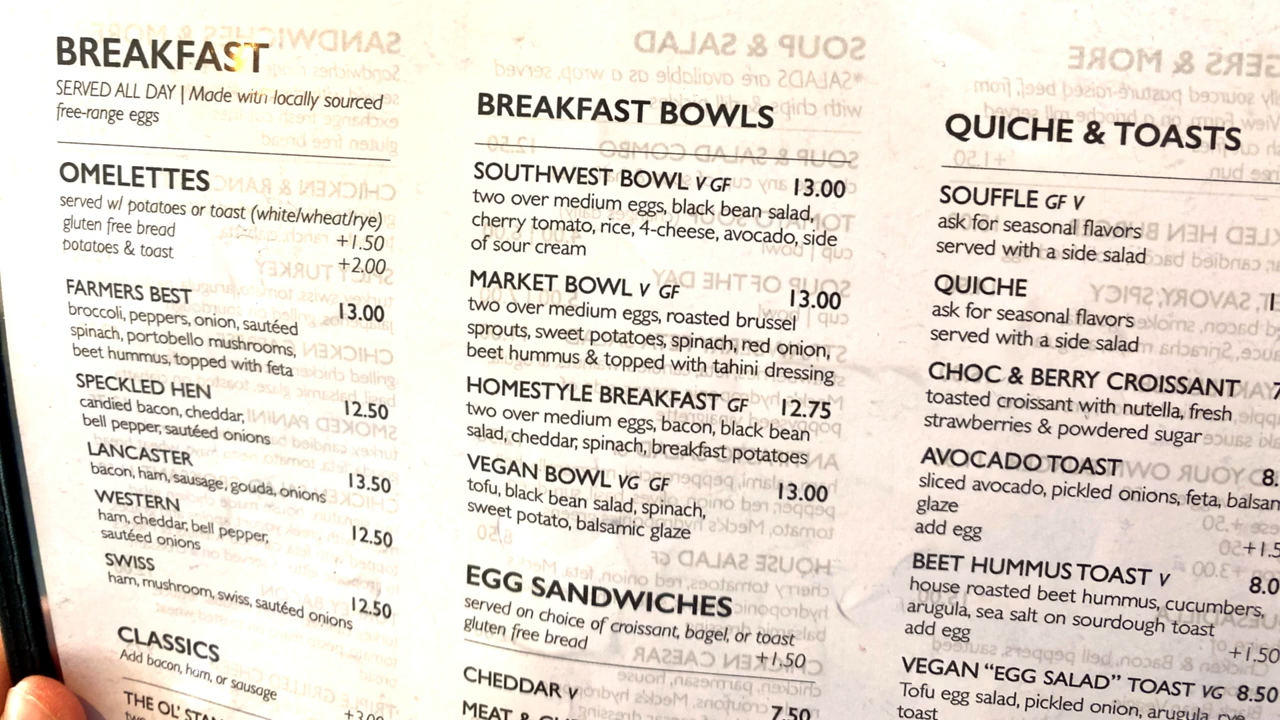 BREAKFAST
SERVED ALL DAY | Made with locally sourced
free-range eggs
OMELETTES
served w/ potatoes or toast (white/wheat/rye)
gluten free bread +1.50
potatoes & toast +2.00
FARMERS BEST 13.00
broccoli, peppers, onion, sautéed
spinach, portobello mushrooms,
beet hummus, topped with feta
SPECKLED HEN 12.50
candied bacon, cheddar,
bell pepper, sautéed onions
LANCASTER 13.50
bacon, ham, sausage, gouda, onions
WESTERN 12.50
ham, cheddar, bell pepper,
sautéed onions
SWISS 12.50
ham, mushroom, swiss, sautéed onions
CLASSICS
Add bacon, ham, or sausage
+3.00
THE OL' STAN
BREAKFAST BOWLS
SOUTHWEST BOWL V GF 13.00
two over medium eggs, black bean salad,
cherry tomato, rice, 4-cheese, avocado, side
of sour cream
MARKET BOWL V GF 13.00
two over medium eggs, roasted brussel
sprouts, sweet potatoes, spinach, red onion,
beet hummus & topped with tahini dressing
HOMESTYLE BREAKFAST GF 12.75
two over medium eggs, bacon, black bean
salad, cheddar, spinach, breakfast potatoes
VEGAN BOWL VG GF 13.00
tofu, black bean salad, spinach,
sweet potato, balsamic glaze
EGG SANDWICHES
served on choice of croissant, bagel, or toast
gluten free bread +1.50
CHEDDAR V 7.50
MEAT &
QUICHE & TOASTS
SOUFFLE GF V
ask for seasonal flavors
served with a side salad
QUICHE
ask for seasonal flavors
served with a side salad
CHOC & BERRY CROISSANT
toasted croissant with nutella, fresh
strawberries & powdered sugar
AVOCADO TOAST 8.
sliced avocado, pickled onions, feta, balsam
glaze
add egg +1.5
BEET HUMMUS TOAST V 8.0
house roasted beet hummus, cucumbers,
arugula, sea salt on sourdough toast
add egg +1.50
VEGAN "EGG SALAD" TOAST VG 8.50
Tofu egg salad, pickled onion, arugula,
toast